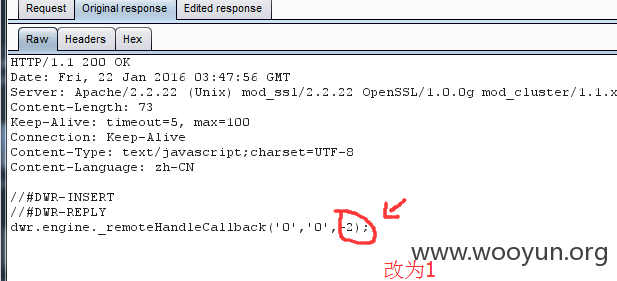 Request Original response Edited response
Raw Headers Hex
HTTP/1.1 200 OK
Date: Fri, 22 Jan 2016 03:47:56 GMT
Server: Apache/2.2.22 (Unix) mod_ssl/2.2.22 OpenSSL/1.0.0g mod_cluster/1.1.x
Content-Length: 73
Keep-Alive: timeout=5, max=100
Connection: Keep-Alive
Content-Type: text/javascript;charset=UTF-8
Content-Language: zh-CN
//#DWR-INSERT
//#DWR-REPLY
dwr.engine._remoteHandleCallback('0','0',-2);
www.wooyun.org
改为1